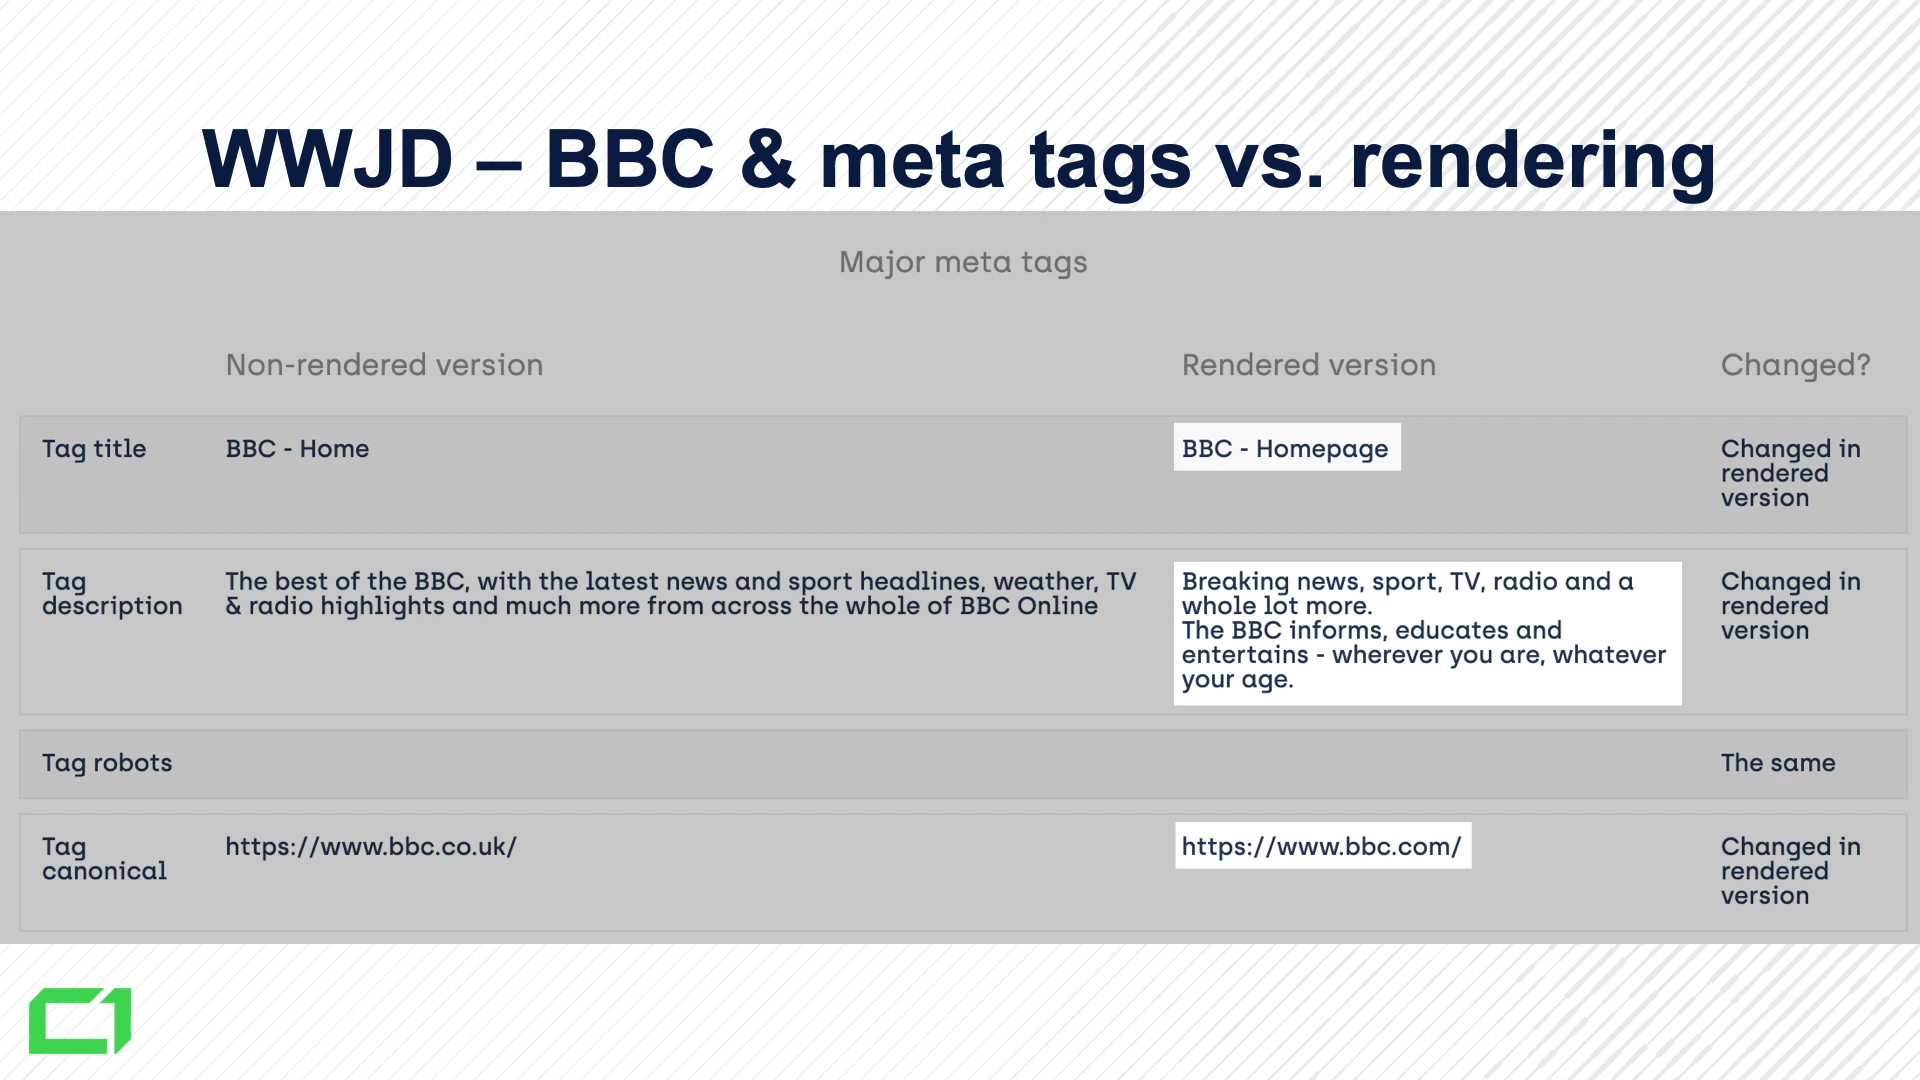 WWJD – BBC & meta tags vs. rendering
Major meta tags
Non-rendered version
Rendered version
Changed?
Tag title
BBC - Home
BBC - Homepage
Changed in
rendered
version
Tag
description
The best of the BBC, with the latest news and sport headlines, weather, TV
& radio highlights and much more from across the whole of BBC Online
Breaking news, sport, TV, radio and a
whole lot more.
The BBC informs, educates and
entertains - wherever you are, whatever
your age.
Changed in
rendered
version
Tag robots
The same
Tag
canonical
https://www.bbc.co.uk/
https://www.bbc.com/
Changed in
rendered
version